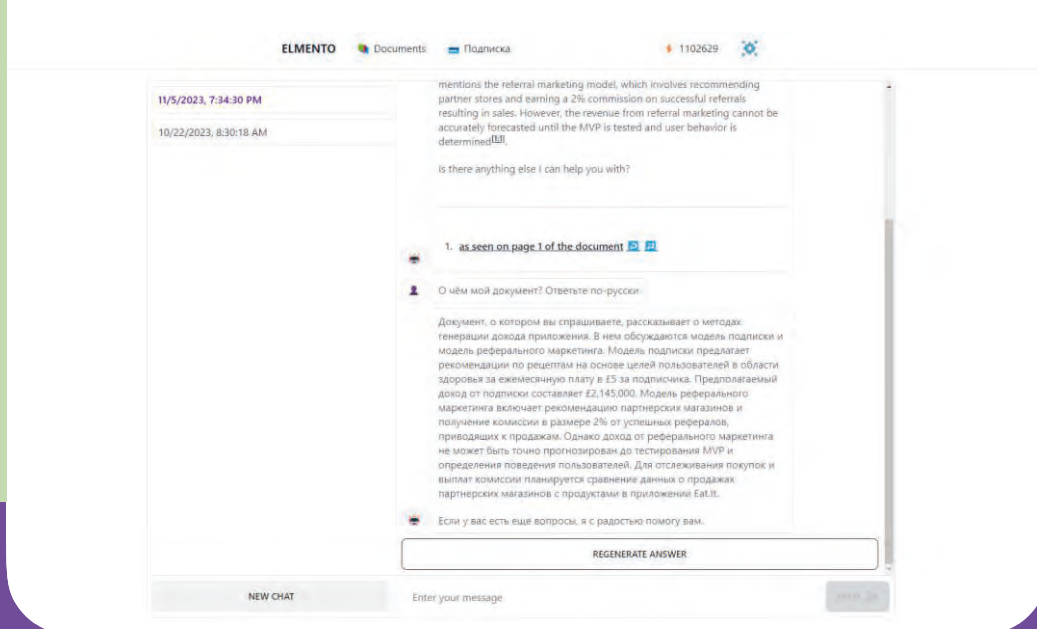 ELMENTO Documents Подписка 1102629
11/5/2023, 7:34:30 PM
10/22/2023, 8:30:18 AM
mentions the referral marketing model, which involves recommending
partner stores and earning a 2% commission on successful referrals
resulting in sales. However, the revenue from referral marketing cannot be
accurately forecasted until the MVP is tested and user behavior is
determined[1].
Is there anything else I can help you with?
1. as seen on page 1 of the document
О чём мой документ? Ответьте по-русски
Документ, о котором вы спрашиваете, рассказывает о методах
генерации дохода приложения. В нем обсуждаются модель подписки и
модель реферального маркетинга. Модель подписки предлагает
рекомендации по рецептам на основе целей пользователей в области
здоровья за ежемесячную плату в £5 за подписчика. Предполагаемый
доход от подписки составляет £2,145,000. Модель реферального
маркетинга включает рекомендацию партнерских магазинов и
получение комиссии в размере 2% от успешных рефералов,
приводящих к продажам. Однако доход от реферального маркетинга
не может быть точно прогнозирован до тестирования MVP и
определения поведения пользователей. Для отслеживания покупок и
выплат комиссии планируется сравнение данных о продажах
партнерских магазинов с продуктами в приложении Eat.It.
Если у вас есть еще вопросы, я с радостью помогу вам.
REGENERATE ANSWER
NEW CHAT
Enter your message